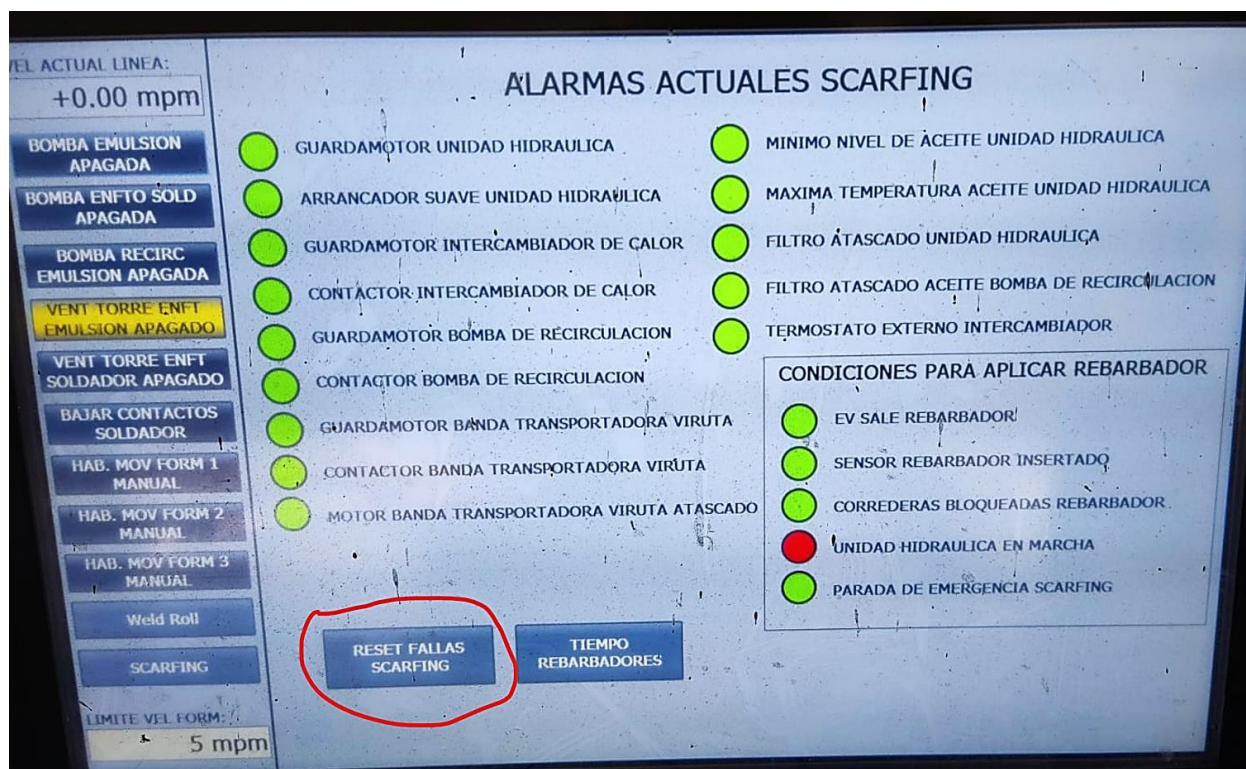 VEL ACTUAL LINEA:
+0.00 mpm
BOMBA EMULSION
APAGADA
BOMBA ENFTO SOLD
APAGADA
BOMBA RECIRC
EMULSION APAGADA
VENT TORRE ENFT
EMULSION APAGADO
VENT TORRE ENFT
SOLDADOR APAGADO
BAJAR CONTACTOS
SOLDADOR
HAB. MOV FORM 1
MANUAL
HAB. MOV FORM 2
MANUAL
HAB. MOV FORM 3
MANUAL
Weld Roll
SCARFING
LIMITE VEL FORM:
5 mpm
ALARMAS ACTUALES SCARFING
GUARDAMOTOR UNIDAD HIDRAULICA
ARRANCADOR SUAVE UNIDAD HIDRAULICA
GUARDAMOTOR INTERCAMBIADOR DE CALOR
CONTACTOR INTERCAMBIADOR DE CALOR
GUARDAMOTOR BOMBA DE RECIRCULACION
CONTACTOR BOMBA DE RECIRCULACION
GUARDAMOTOR BANDA TRANSPORTADORA VIRUTA
CONTACTOR BANDA TRANSPORTADORA VIRUTA
MOTOR BANDA TRANSPORTADORA VIRUTA ATASCADO
MINIMO NIVEL DE ACEITE UNIDAD HIDRAULICA
MAXIMA TEMPERATURA ACEITE UNIDAD HIDRAULICA
FILTRO ATASCADO UNIDAD HIDRAULICA
FILTRO ATASCADO ACEITE BOMBA DE RECIRCULACION
TERMOSTATO EXTERNO INTERCAMBIADOR
CONDICIONES PARA APLICAR REBARBADOR
EV SALE REBARBADOR
SENSOR REBARBADOR INSERTADO
CORREDERAS BLOQUEADAS REBARBADOR
UNIDAD HIDRAULICA EN MARCHA
PARADA DE EMERGENCIA SCARFING
RESET FALLAS
SCARFING
TIEMPO
REBARBADORES